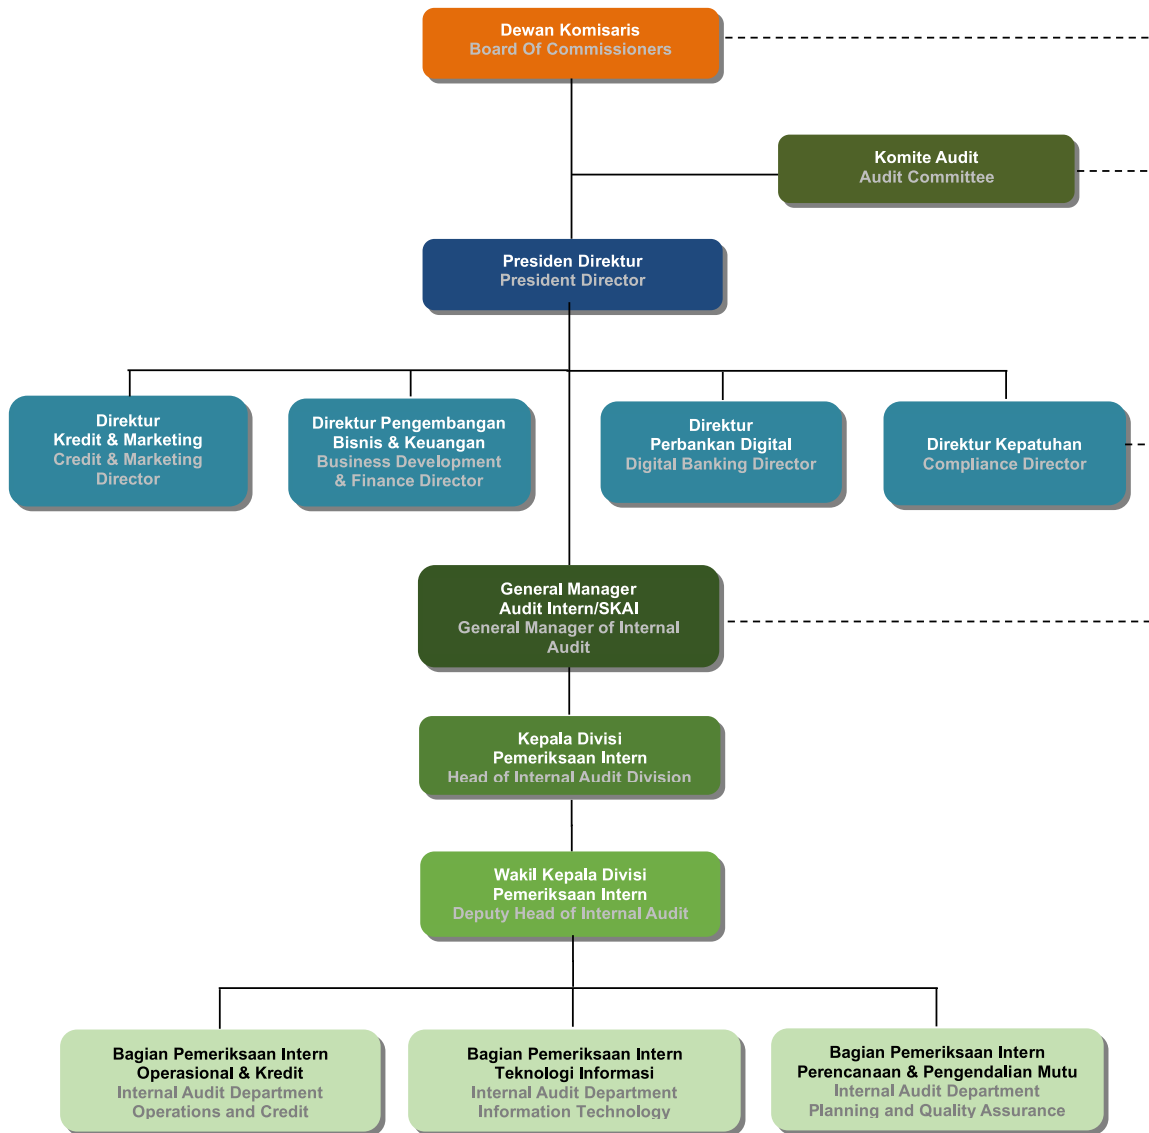 Dewan Komisaris
Board Of Commissioners
Komite Audit
Audit Committee
Presiden Direktur
President Director
Direktur
Kredit & Marketing
Credit & Marketing
Director
Direktur Pengembangan
Bisnis & Keuangan
Business Development
& Finance Director
Direktur
Perbankan Digital
Digital Banking Director
Direktur Kepatuhan
Compliance Director
General Manager
Audit Intern/SKAI
General Manager of Internal
Audit
Kepala Divisi
Pemeriksaan Intern
Head of Internal Audit Division
Wakil Kepala Divisi
Pemeriksaan Intern
Deputy Head of Internal Audit
Bagian Pemeriksaan Intern
Operasional & Kredit
Internal Audit Department
Operations and Credit
Bagian Pemeriksaan Intern
Teknologi Informasi
Internal Audit Department
Information Technology
Bagian Pemeriksaan Intern
Perencanaan & Pengendalian Mutu
Internal Audit Department
Planning and Quality Assurance